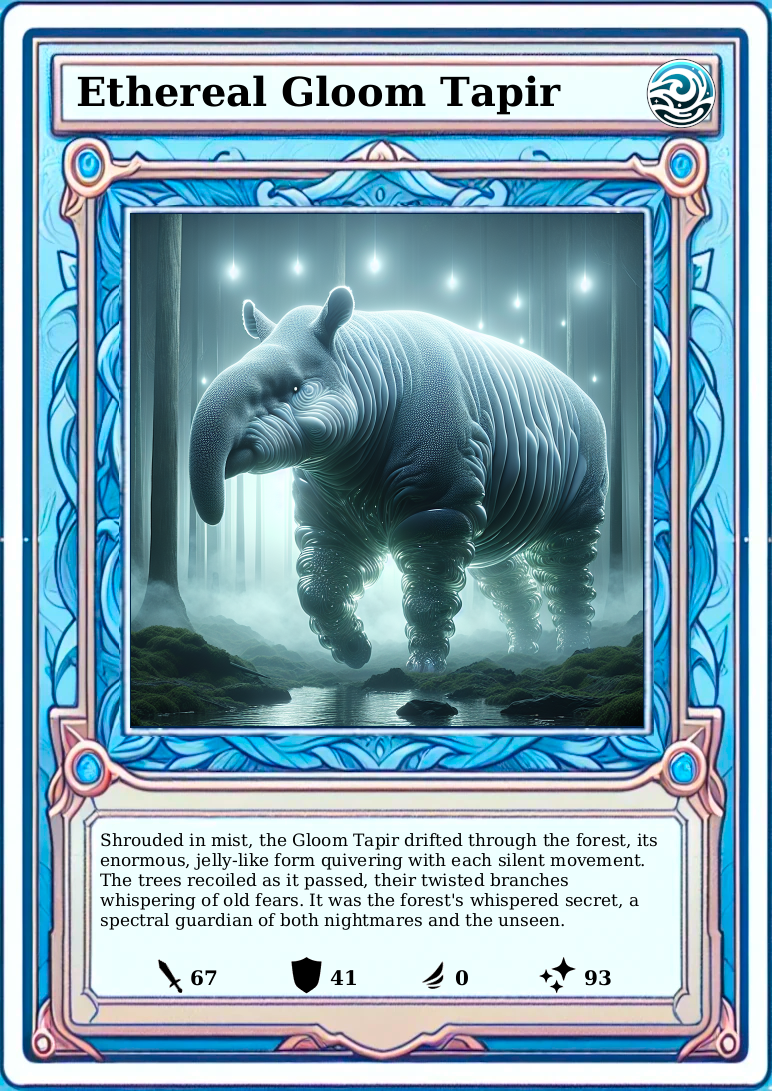 Ethereal Gloom Tapir
Shrouded in mist, the Gloom Tapir drifted through the forest, its
enormous, jelly-like form quivering with each silent movement.
The trees recoiled as it passed, their twisted branches
whispering of old fears. It was the forest's whispered secret, a
spectral guardian of both nightmares and the unseen.
67 41 0 93